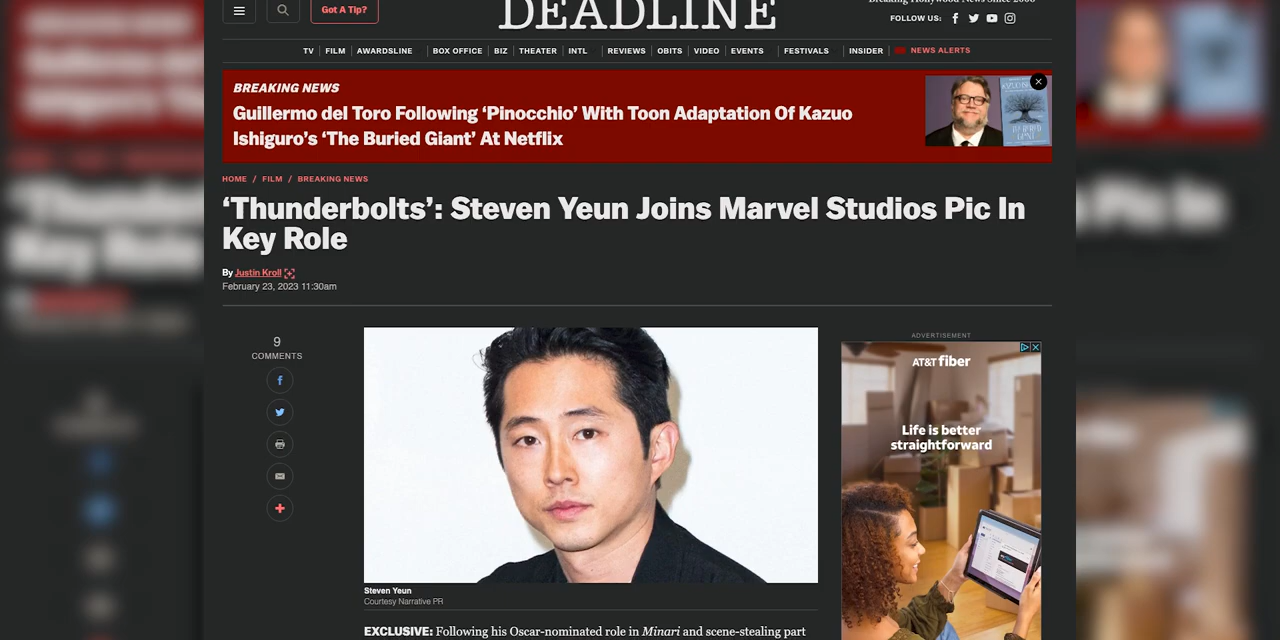 Got A Tip?
DEADLINE
Breaking Hollywood News Since 2006
FOLLOW US:
TV FILM AWARDSLINE BOX OFFICE BIZ THEATER INTL REVIEWS OBITS VIDEO EVENTS FESTIVALS INSIDER NEWS ALERTS
BREAKING NEWS
Guillermo del Toro Following ‘Pinocchio’ With Toon Adaptation Of Kazuo
Ishiguro’s ‘The Buried Giant’ At Netflix
HOME / FILM / BREAKING NEWS
‘Thunderbolts’: Steven Yeun Joins Marvel Studios Pic In
Key Role
By Justin Kroll
February 23, 2023 11:30am
9
COMMENTS
ADVERTISEMENT
AT&T fiber
Life is better
straightforward
Steven Yeun
Courtesy Narrative PR
EXCLUSIVE: Following his Oscar-nominated role in Minari and scene-stealing part